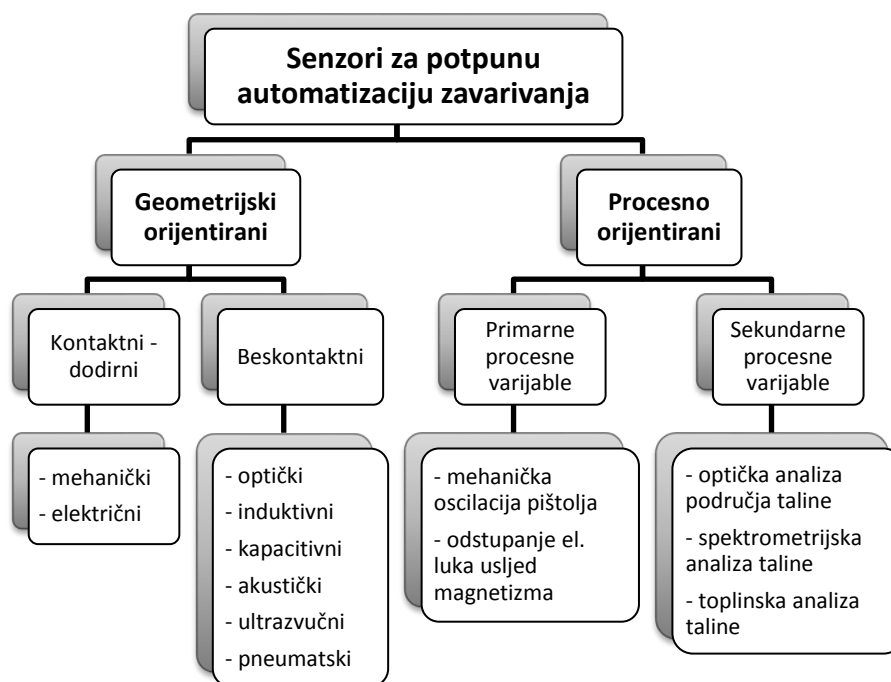 Senzori za potpunu
automatizaciju zavarivanja
Geometrijski
orijentirani
Procesno
orijentirani
Kontaktni -
dodirni
Beskontaktni
Primarne
procesne
varijable
Sekundarne
procesne
varijable
- mehanički
- električni
- optički
- induktivni
- kapacitivni
- akustički
- ultrazvučni
- pneumatski
- mehanička
oscilacija pištolja
- odstupanje el.
luka usljed
magnetizma
- optička analiza
područja taline
- spektrometrijska
analiza taline
- toplinska analiza
taline